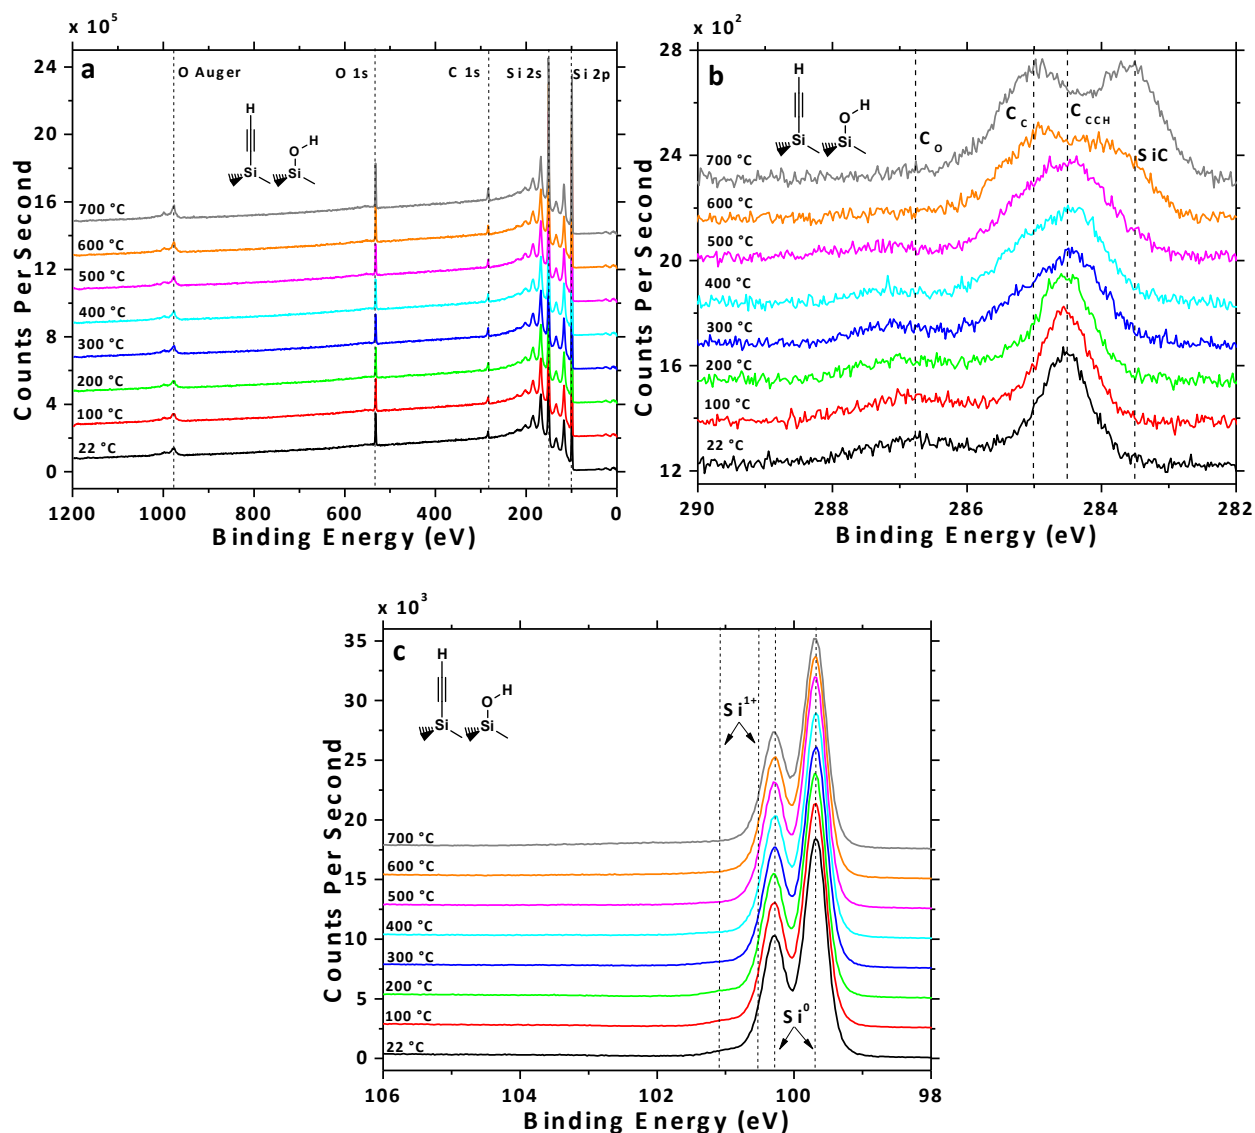 x 10⁵
a
O Auger
O 1s
C 1s
Si 2s
Si 2p
H
Si
O
H
Si
700 °C
600 °C
500 °C
400 °C
300 °C
200 °C
100 °C
22 °C
24
20
16
12
8
4
0
1200
1000
800
600
400
200
0
Counts Per Second
Binding Energy (eV)
x 10²
b
H
Si
O
H
Si
C_O
C_C
C_CCH
SiC
700 °C
600 °C
500 °C
400 °C
300 °C
200 °C
100 °C
22 °C
28
24
20
16
12
290
288
286
284
282
Counts Per Second
Binding Energy (eV)
x 10³
c
H
Si
O
H
Si
Si¹⁺
Si⁰
700 °C
600 °C
500 °C
400 °C
300 °C
200 °C
100 °C
22 °C
35
30
25
20
15
10
5
0
106
104
102
100
98
Counts Per Second
Binding Energy (eV)